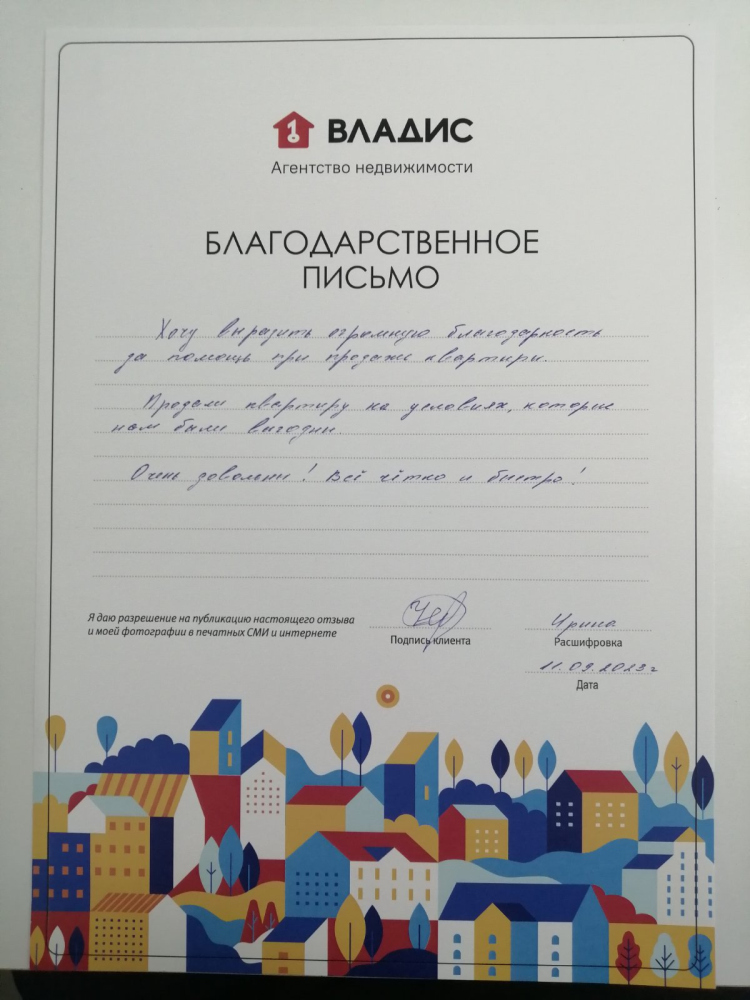 ВЛАДИС
Агентство недвижимости
БЛАГОДАРСТВЕННОЕ
ПИСЬМО
Хочу выразить огромную благодарность
за помощь при продаже квартиры.
Продали квартиру на условиях, которые
нам были выгодны
Очень довольны! Всё чётко и быстро!
Я даю разрешение на публикацию настоящего отзыва
и моей фотографии в печатных СМИ и интернете
Подпись клиента
Ирина
Расшифровка
11.09.2023 г
Дата